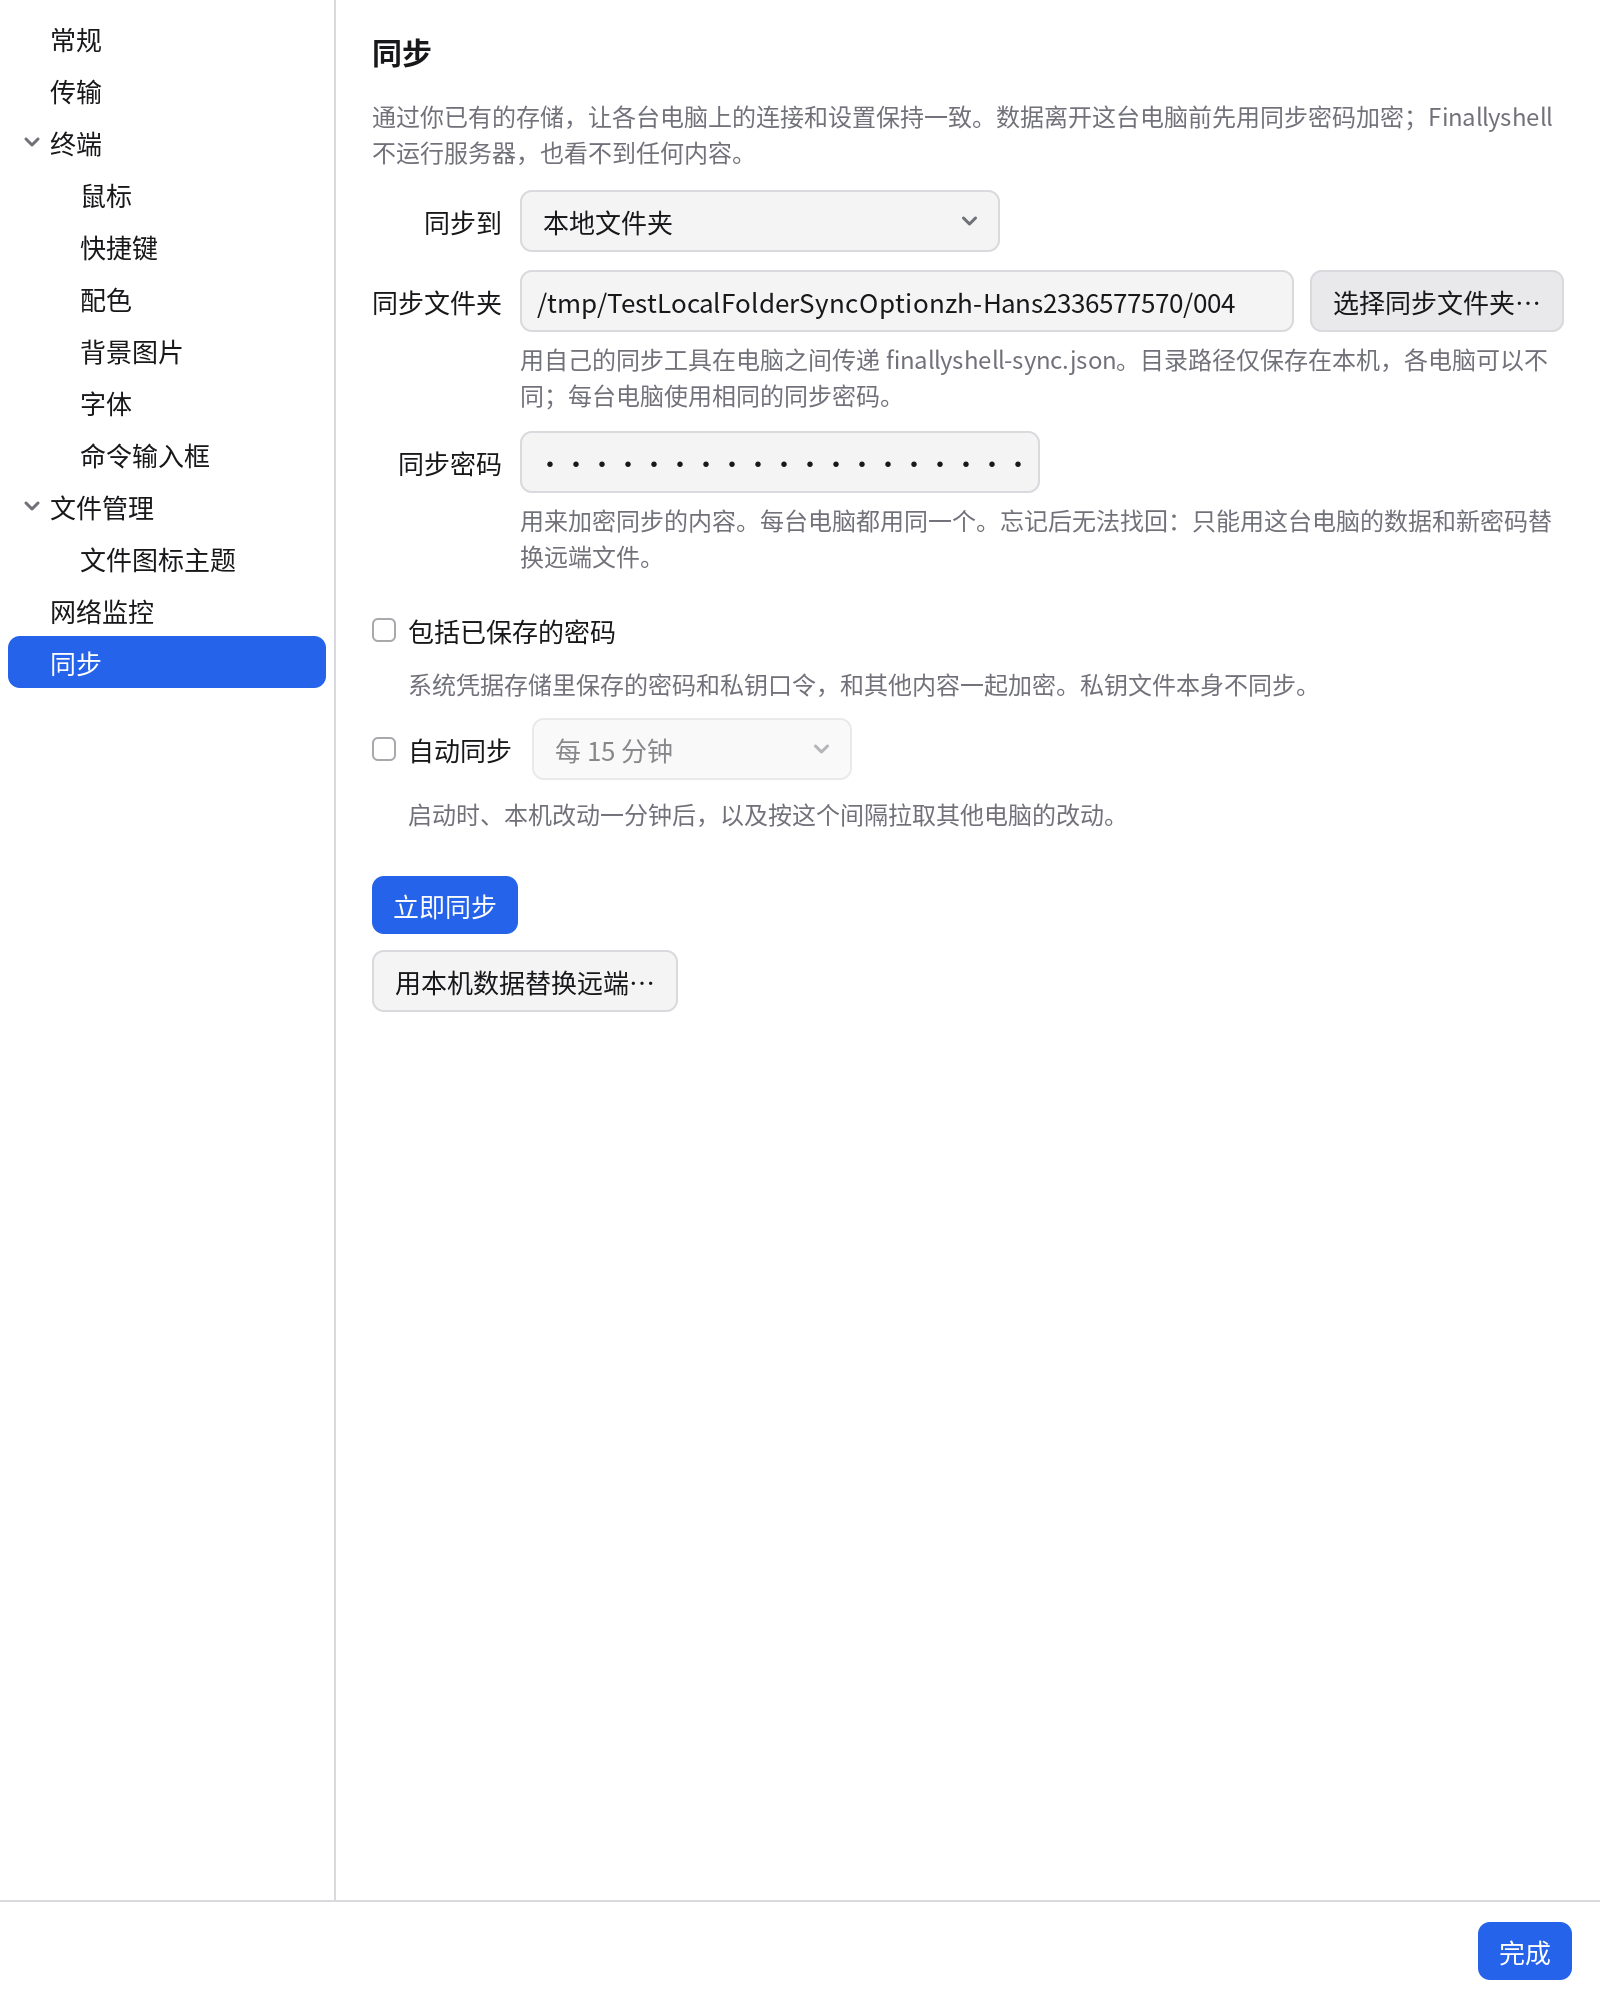 常规
传输
终端
鼠标
快捷键
配色
背景图片
字体
命令输入框
文件管理
文件图标主题
网络监控
同步
同步
通过你已有的存储，让各台电脑上的连接和设置保持一致。数据离开这台电脑前先用同步密码加密；Finallyshell
不运行服务器，也看不到任何内容。
同步到 本地文件夹
同步文件夹 /tmp/TestLocalFolderSyncOptionzh-Hans2336577570/004 选择同步文件夹…
用自己的同步工具在电脑之间传递 finallyshell-sync.json。目录路径仅保存在本机，各电脑可以不
同；每台电脑使用相同的同步密码。
同步密码 •••••••••••••••••••
用来加密同步的内容。每台电脑都用同一个。忘记后无法找回：只能用这台电脑的数据和新密码替
换远端文件。
包括已保存的密码
系统凭据存储里保存的密码和私钥口令，和其他内容一起加密。私钥文件本身不同步。
自动同步 每 15 分钟
启动时、本机改动一分钟后，以及按这个间隔拉取其他电脑的改动。
立即同步
用本机数据替换远端…
完成